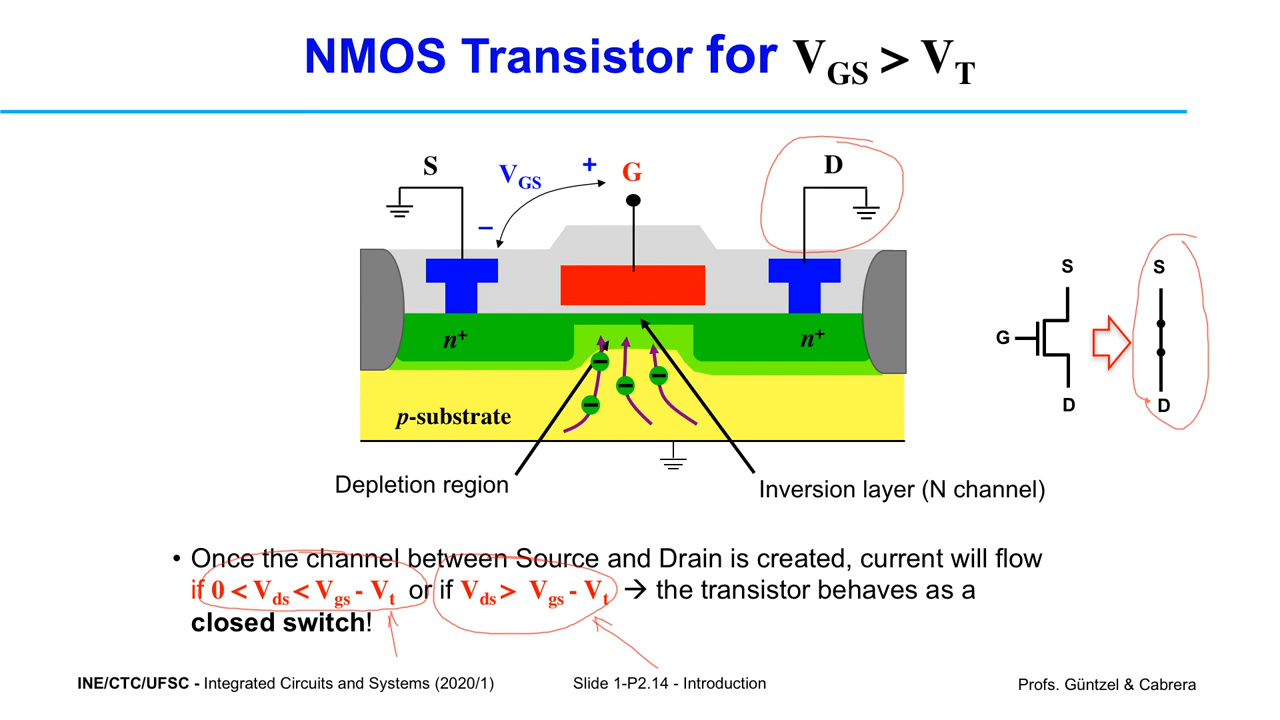 NMOS Transistor for VGS > VT
S
VGS
+
G
D
–
n+
n+
p-substrate
Depletion region
Inversion layer (N channel)
S
G
D
S
D
• Once the channel between Source and Drain is created, current will flow
if 0 < Vds < Vgs - Vt or if Vds > Vgs - Vt → the transistor behaves as a
closed switch!
INE/CTC/UFSC - Integrated Circuits and Systems (2020/1)
Slide 1-P2.14 - Introduction
Profs. Güntzel & Cabrera